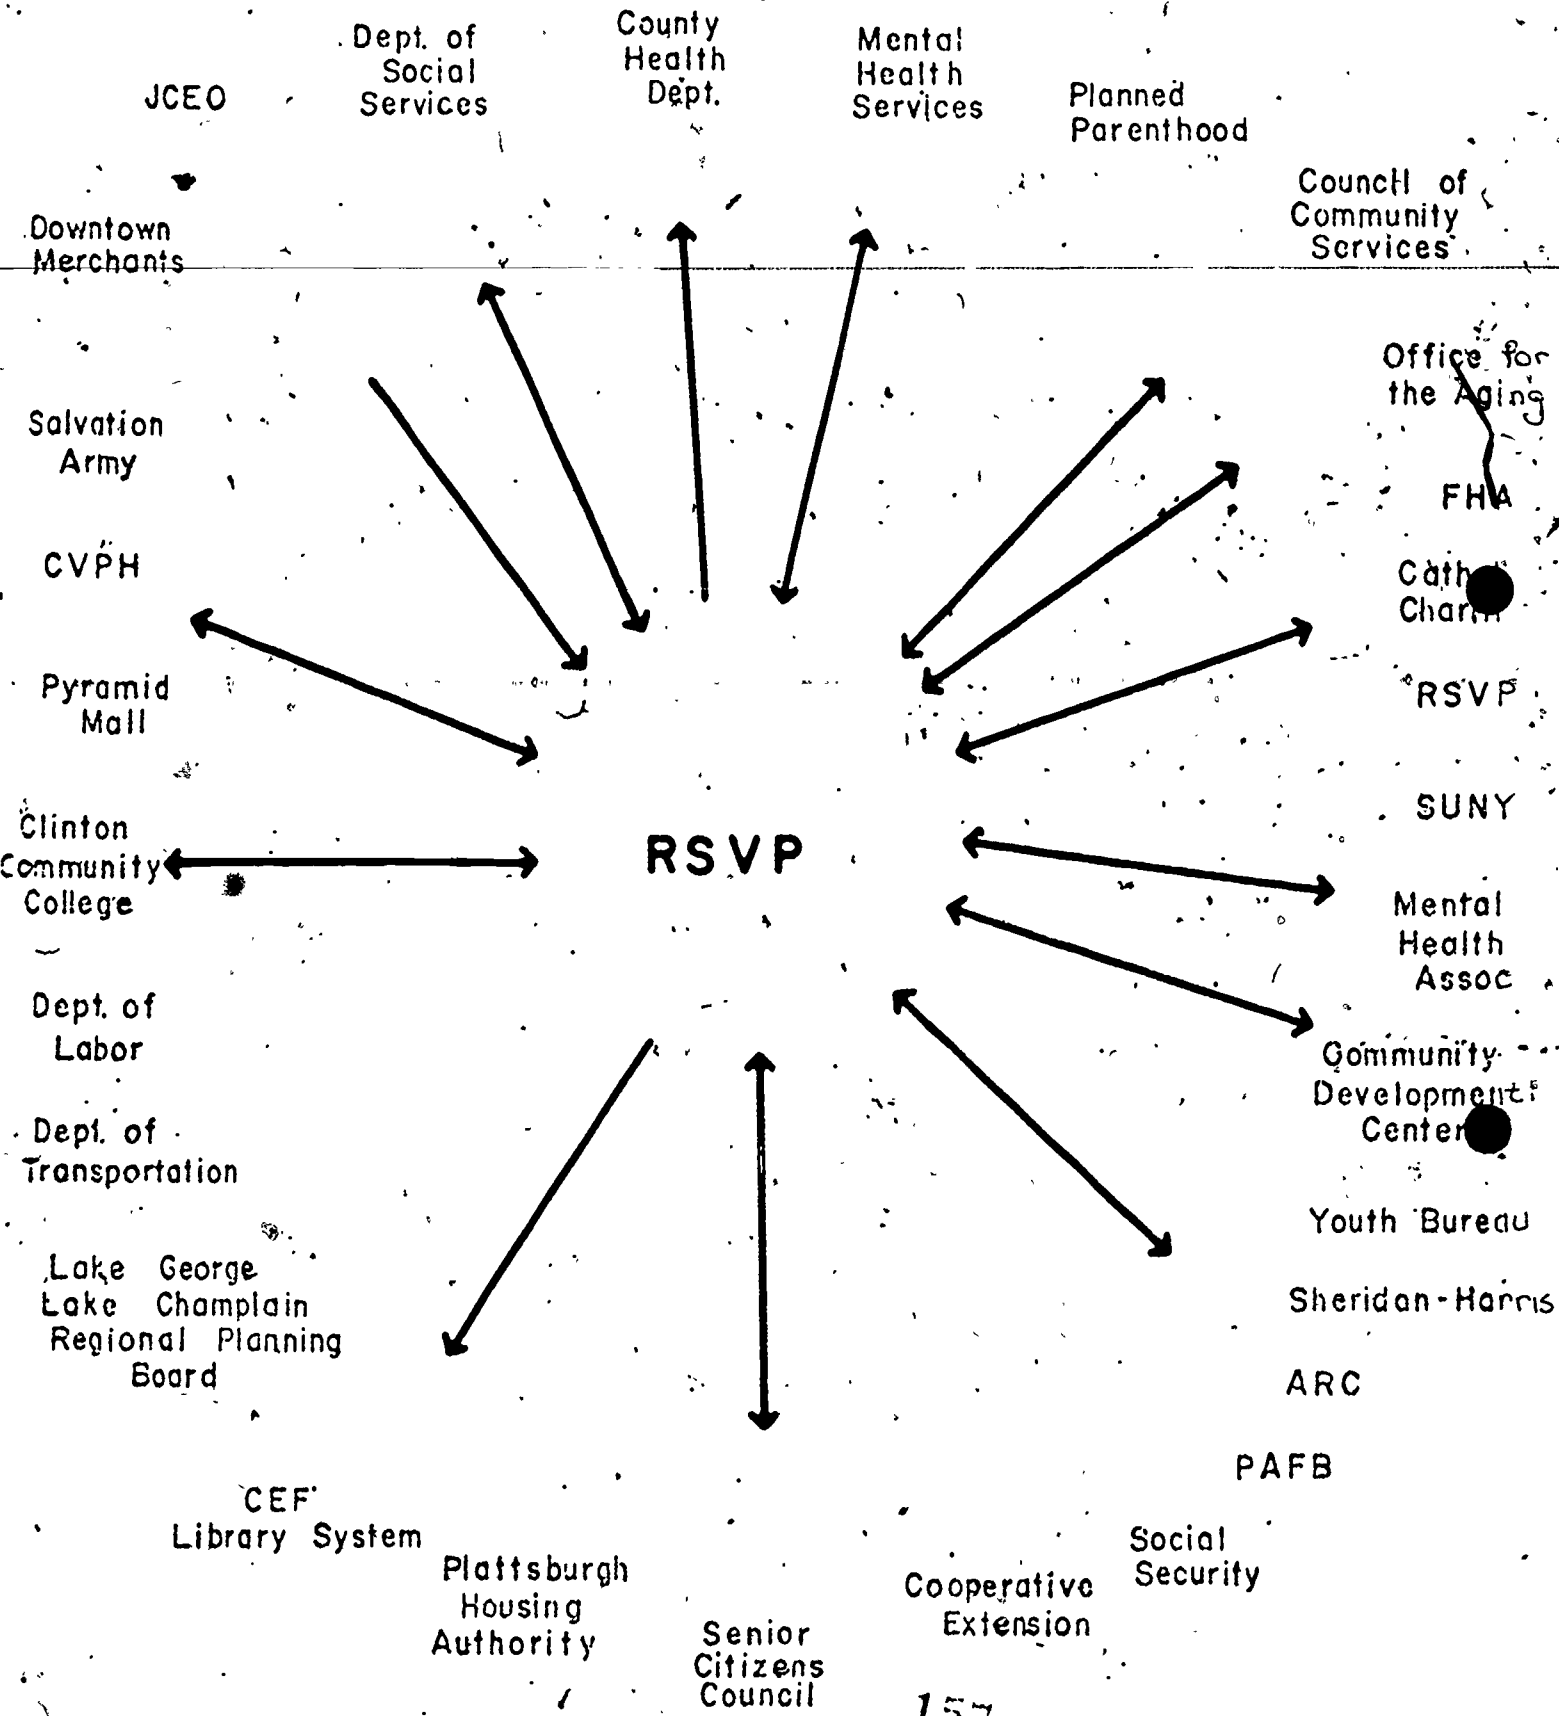 County
Dept. of
Mental
Health
Social
Health
JCEO
Dept.
Services
Services
Planned
Parenthood
Council of
Community
Services
Downtown
Merchants
Office for
the Aging
Salvation
Army
FHA
CVPH
Pyramid
Mall
RSVP
SUNY
Clinton
Community
College
RSVP
Mental
Health
Assoc
Dept. of
Labor
Community
Development
Center
Dept. of
Transportation
Youth Bureau
Lake George
Lake Champlain
Regional Planning
Board
Sheridan-Harris
ARC
PAFB
CEF
Library System
Social
Security
Plattsburgh
Housing
Authority
Cooperative
Extension
Senior
Citizens
Council